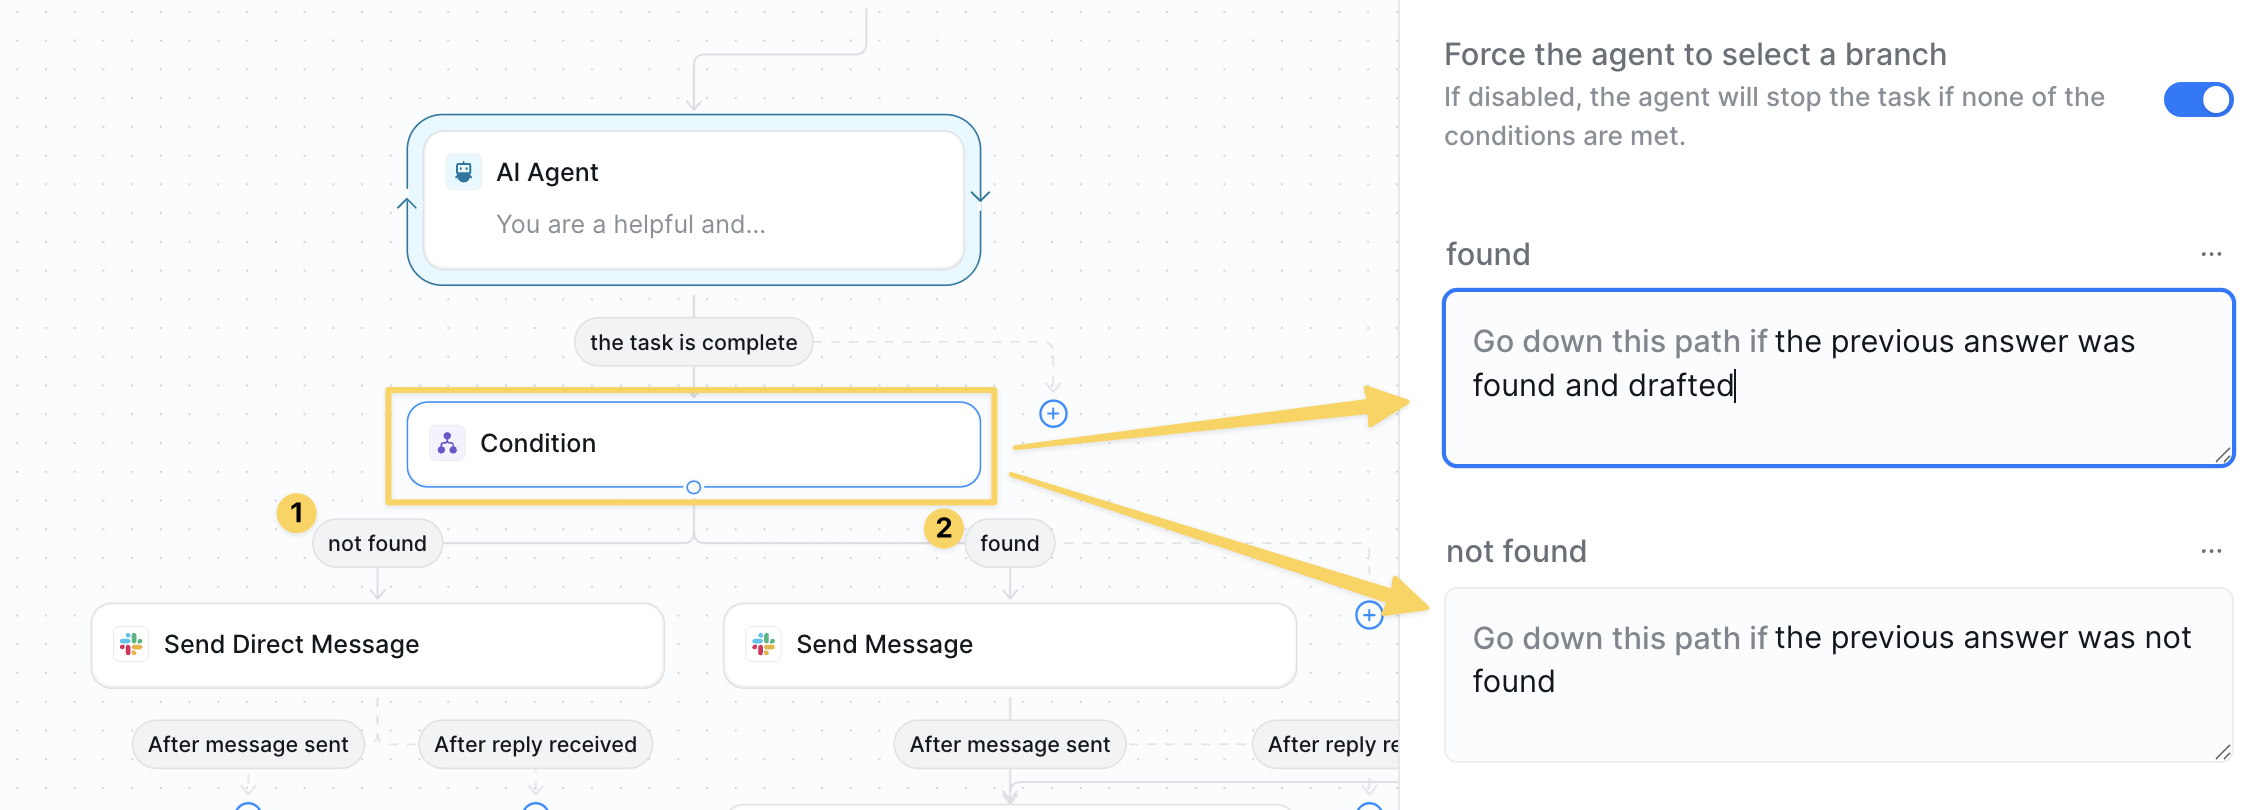 AI Agent
You are a helpful and...
the task is complete
Condition
1
not found
2
found
Send Direct Message
Send Message
After message sent
After reply received
After message sent
After reply re
Force the agent to select a branch
If disabled, the agent will stop the task if none of the
conditions are met.
found
...
Go down this path if the previous answer was
found and drafted
not found
...
Go down this path if the previous answer was not
found